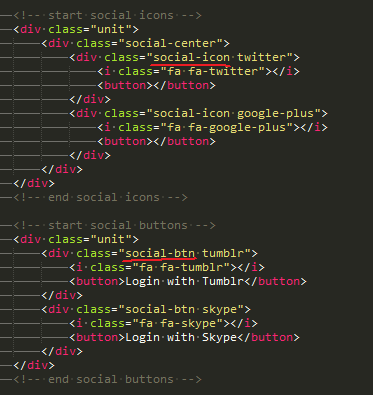 <!-- start social icons -->
<div class="unit">
<div class="social-center">
<div class="social-icon twitter">
<i class="fa fa-twitter"></i>
<button></button>
</div>
<div class="social-icon google-plus">
<i class="fa fa-google-plus"></i>
<button></button>
</div>
</div>
</div>
<!-- end social icons -->
<!-- start social buttons -->
<div class="unit">
<div class="social-btn tumblr">
<i class="fa fa-tumblr"></i>
<button>Login with Tumblr</button>
</div>
<div class="social-btn skype">
<i class="fa fa-skype"></i>
<button>Login with Skype</button>
</div>
</div>
<!-- end social buttons -->